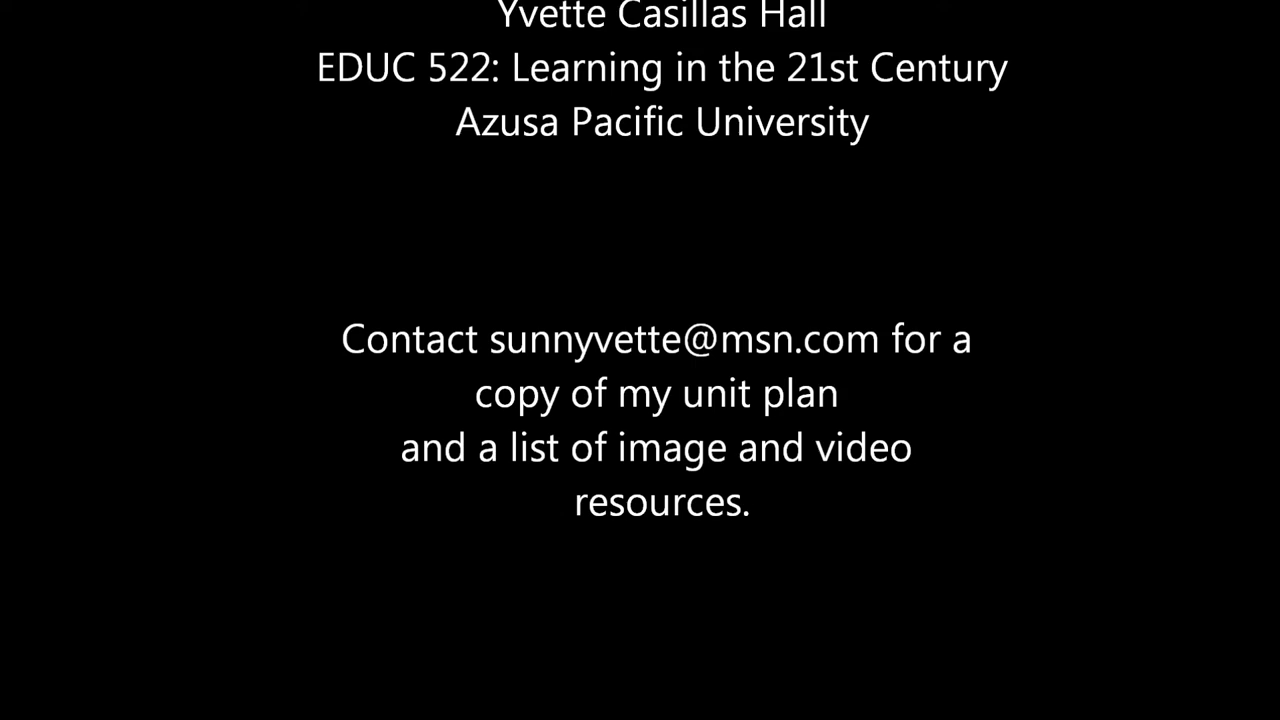 Yvette Casillas Hall
EDUC 522: Learning in the 21st Century
Azusa Pacific University
Contact sunnyvette@msn.com for a
copy of my unit plan
and a list of image and video
resources.